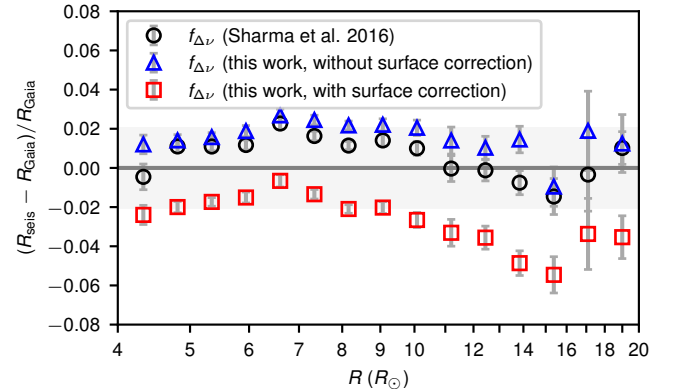 0.08
0.06
0.04
0.02
0.00
−0.02
−0.04
−0.06
−0.08
(R_seis − R_Gaia)/R_Gaia
f_Δν (Sharma et al. 2016)
f_Δν (this work, without surface correction)
f_Δν (this work, with surface correction)
4 5 6 7 8 9 10 12 14 16 18 20
R (R_⊙)